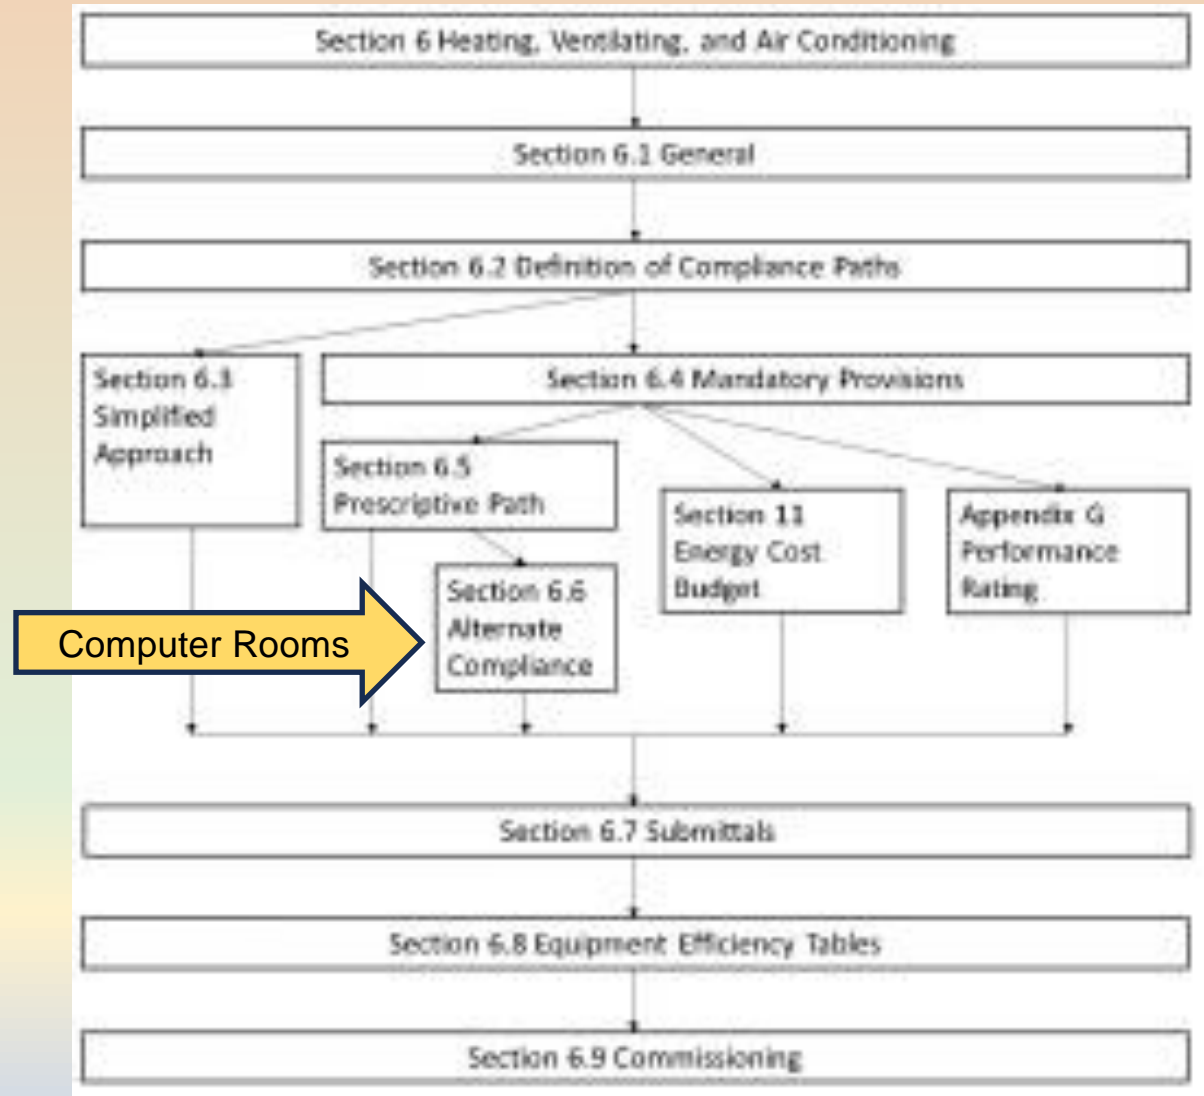 Section 6 Heating, Ventilating, and Air Conditioning
Section 6.1 General
Section 6.2 Definition of Compliance Paths
Section 6.3
Simplified
Approach
Section 6.4 Mandatory Provisions
Section 6.5
Prescriptive Path
Section 11
Energy Cost
Budget
Appendix G
Performance
Rating
Section 6.6
Alternate
Compliance
Computer Rooms
Section 6.7 Submittals
Section 6.8 Equipment Efficiency Tables
Section 6.9 Commissioning